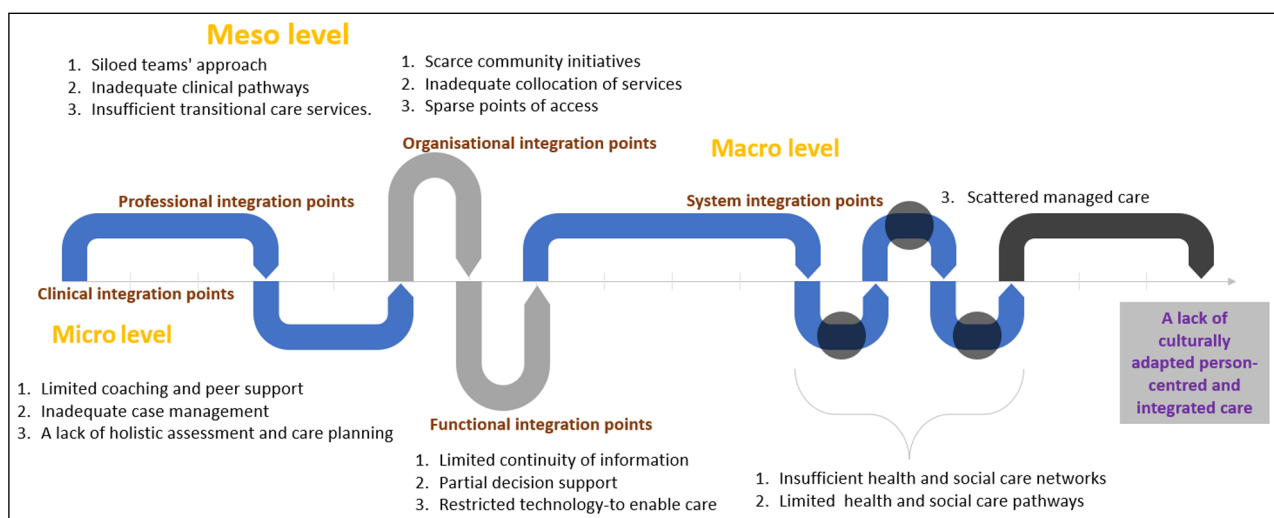 Meso level
1. Siloed teams' approach
2. Inadequate clinical pathways
3. Insufficient transitional care services.
1. Scarce community initiatives
2. Inadequate collocation of services
3. Sparse points of access
Organisational integration points
Macro level
Professional integration points
System integration points
3. Scattered managed care
Clinical integration points
Micro level
1. Limited coaching and peer support
2. Inadequate case management
3. A lack of holistic assessment and care planning
Functional integration points
1. Limited continuity of information
2. Partial decision support
3. Restricted technology-to enable care
1. Insufficient health and social care networks
2. Limited health and social care pathways
A lack of
culturally
adapted person-
centred and
integrated care